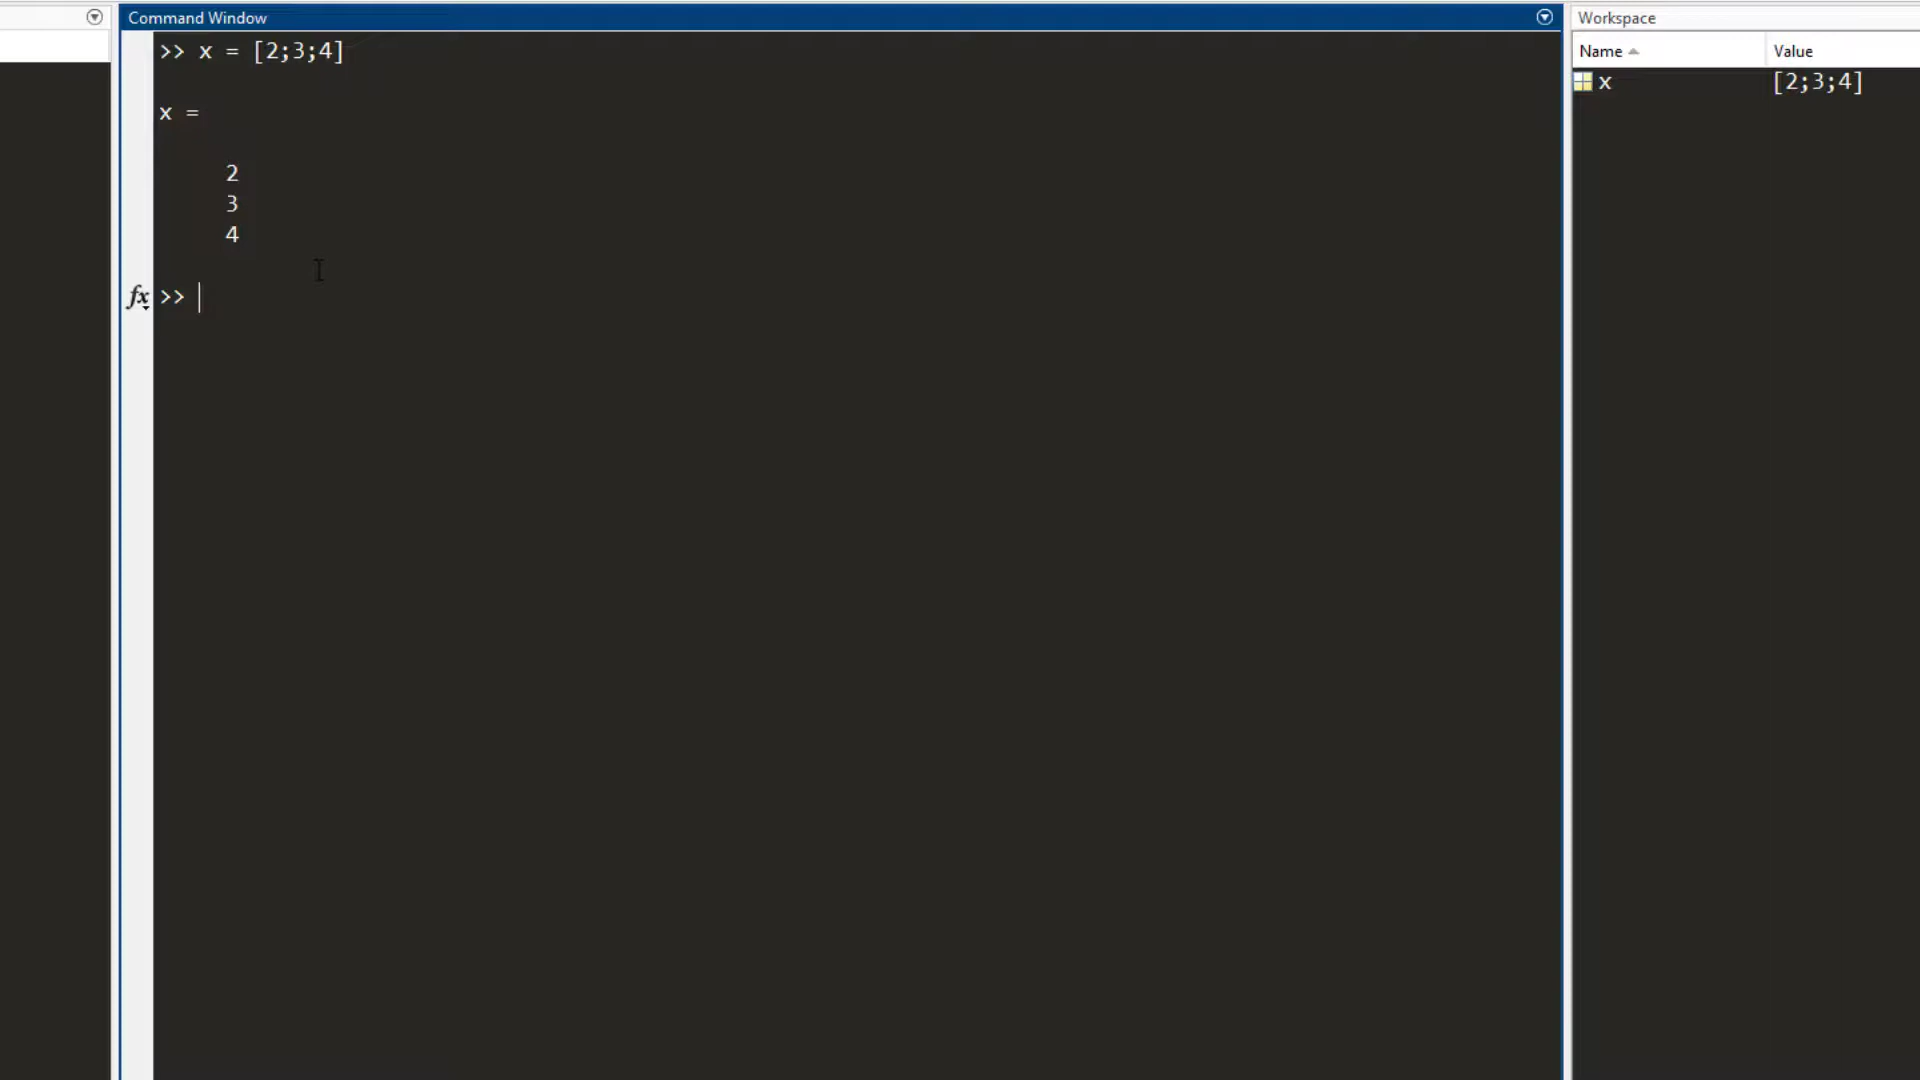 Command Window
>> x = [2;3;4]
x =
2
3
4
fx >>
Workspace
Name Value
x [2;3;4]